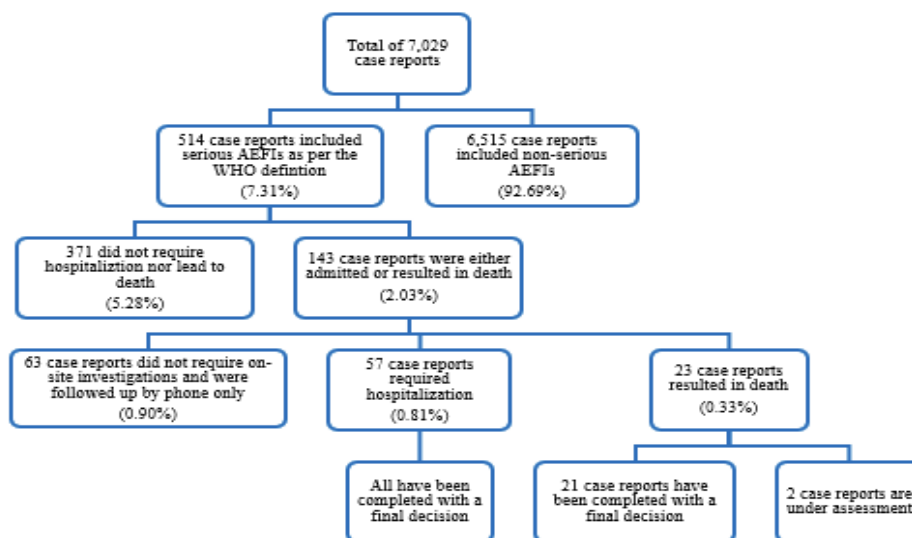 Total of 7,029
case reports
514 case reports included
serious AEFIs as per the
WHO defintion
(7.31%)
6,515 case reports
included non-serious
AEFIs
(92.69%)
371 did not require
hospitaliztion nor lead to
death
(5.28%)
143 case reports were either
admitted or resulted in death
(2.03%)
63 case reports did not require on-
site investigations and were
followed up by phone only
(0.90%)
57 case reports
required
hospitalization
(0.81%)
23 case reports
resulted in death
(0.33%)
All have been
completed with a
final decision
21 case reports have
been completed with a
final decision
2 case reports are
under assessment